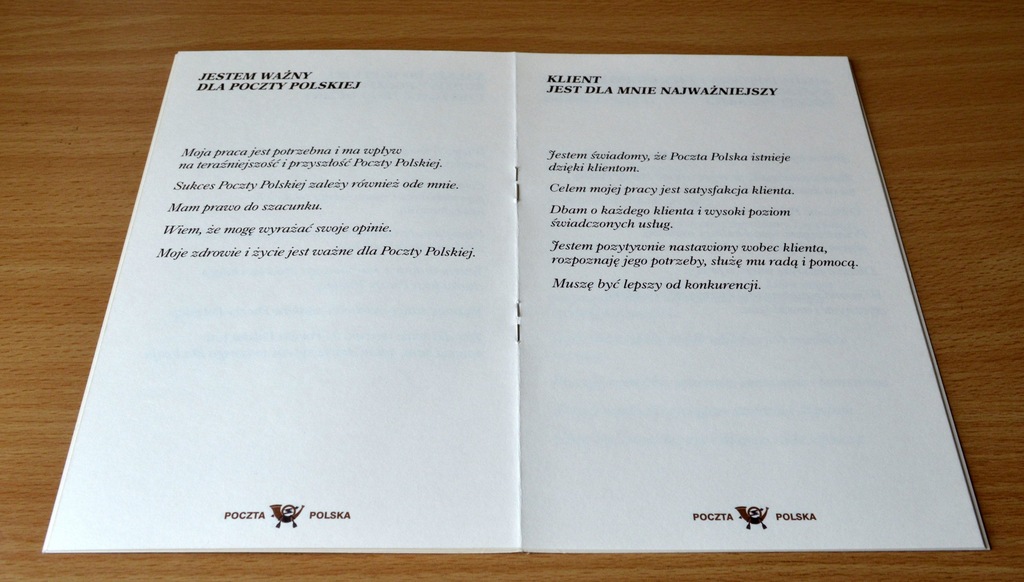 JESTEM WAŻNY
DLA POCZTY POLSKIEJ
Moja praca jest potrzebna i ma wpływ
na teraźniejszość i przyszłość Poczty Polskiej.
Sukces Poczty Polskiej zależy również ode mnie.
Mam prawo do szacunku.
Wiem, że mogę wyrażać swoje opinie.
Moje zdrowie i życie jest ważne dla Poczty Polskiej.
POCZTA POLSKA
KLIENT
JEST DLA MNIE NAJWAŻNIEJSZY
Jestem świadomy, że Poczta Polska istnieje
dzięki klientom.
Celem mojej pracy jest satysfakcja klienta.
Dbam o każdego klienta i wysoki poziom
świadczonych usług.
Jestem pozytywnie nastawiony wobec klienta,
rozpoznaję jego potrzeby, służę mu radą i pomocą.
Muszę być lepszy od konkurencji.
POCZTA POLSKA